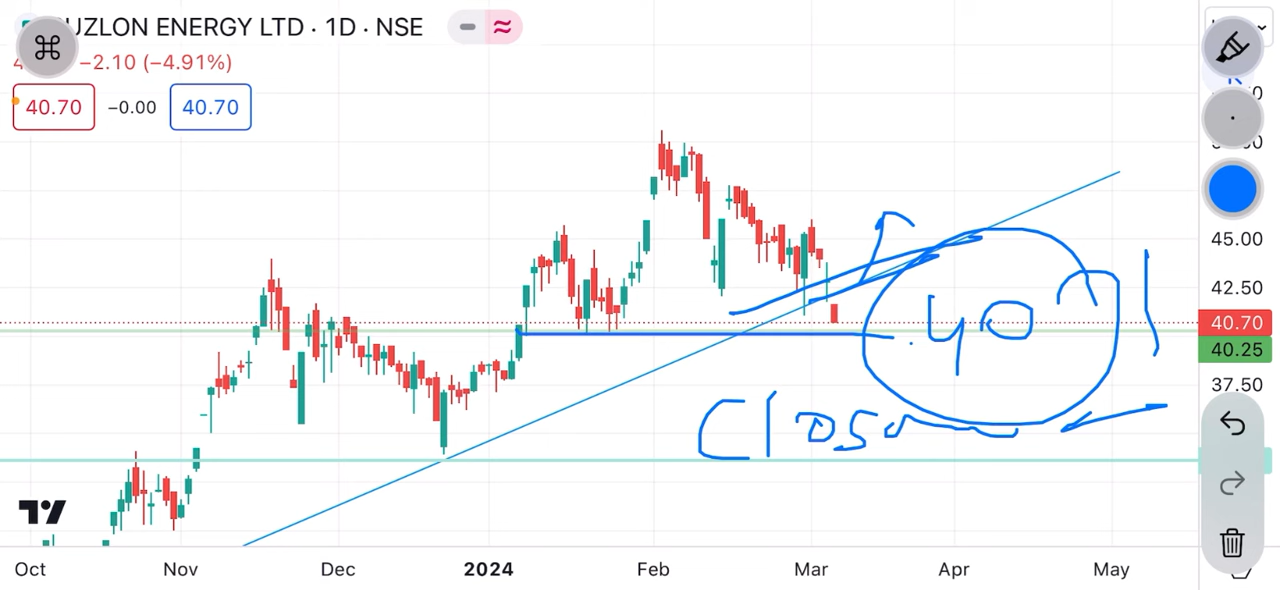 UZLON ENERGY LTD · 1D · NSE
−2.10 (−4.91%)
40.70 −0.00 40.70
45.00
42.50
40.70
40.25
37.50
40
Close
Oct Nov Dec 2024 Feb Mar Apr May